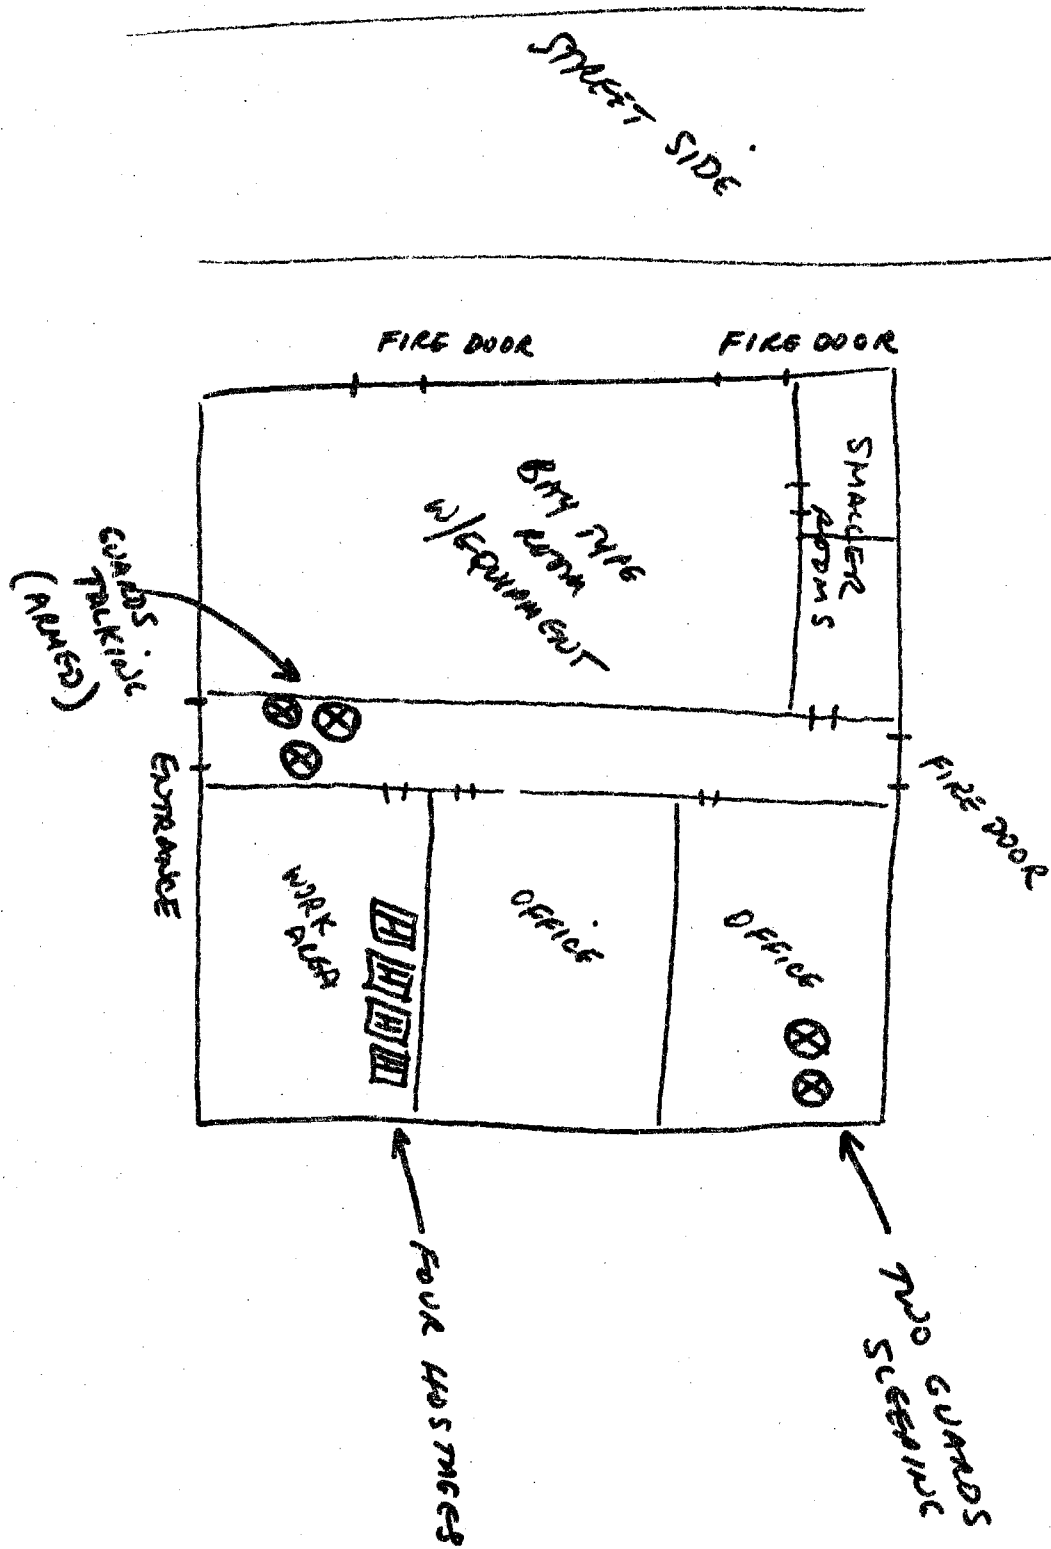 STREET SIDE
FIRE DOOR
FIRE DOOR
SMALLER
ROOMS
BAY TYPE
ROOM
W/EQUIPMENT
GUARDS
TALKING
(ARMED)
ENTRANCE
FIRE DOOR
WORK
AREA
OFFICE
OFFICE
H H H H
FOUR HOSTAGES
TWO GUARDS
SLEEPING